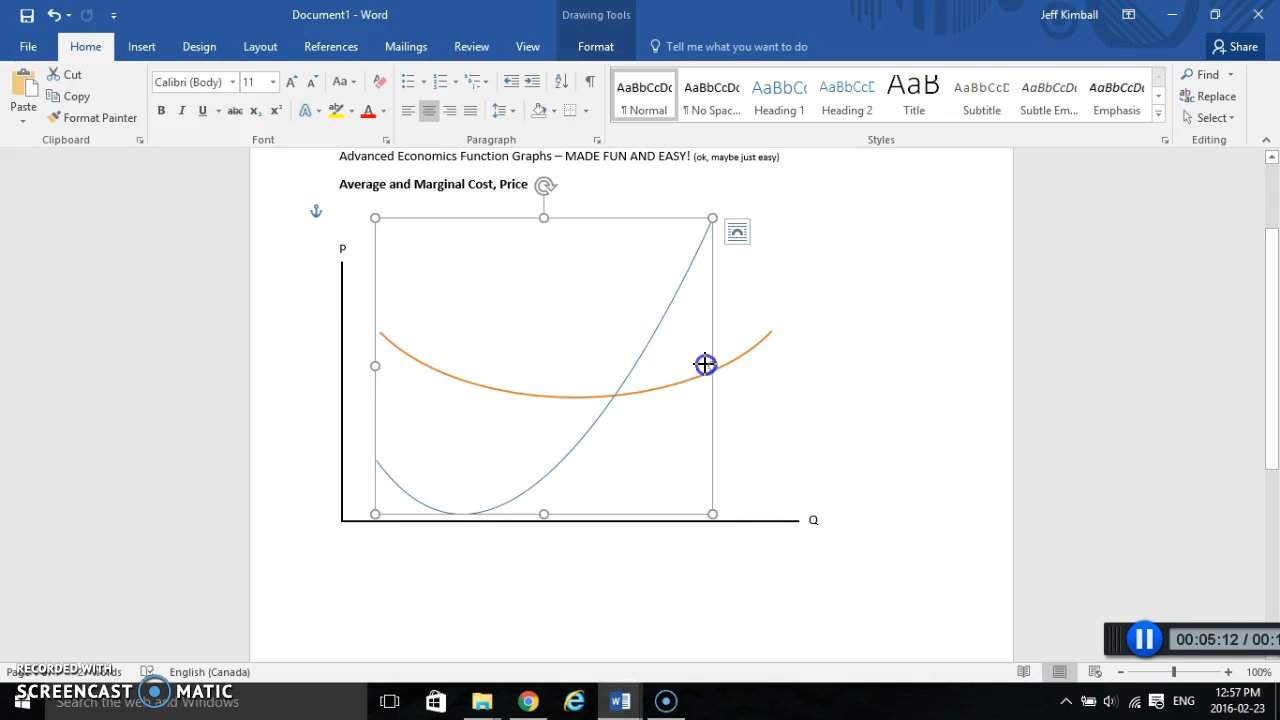 Document1 - Word
Drawing Tools
Jeff Kimball
File Home Insert Design Layout References Mailings Review View Format Tell me what you want to do Share
Paste
Cut
Copy
Format Painter
Clipboard
Calibri (Body) 11
Font
Paragraph
AaBbCcDc AaBbCcDc AaBbCc AaBbCcE AaB AaBbCcD AaBbCcDc AaBbCcDc
¶ Normal ¶ No Spac... Heading 1 Heading 2 Title Subtitle Subtle Em... Emphasis
Styles
Find
Replace
Select
Editing
Advanced Economics Function Graphs – MADE FUN AND EASY! (ok, maybe just easy)
Average and Marginal Cost, Price
P
Q
00:05:12 / 00:1
words English (Canada) 100%
RECORDED WITH
SCREENCAST MATIC
Search the web and Windows
ENG
12:57 PM
2016-02-23